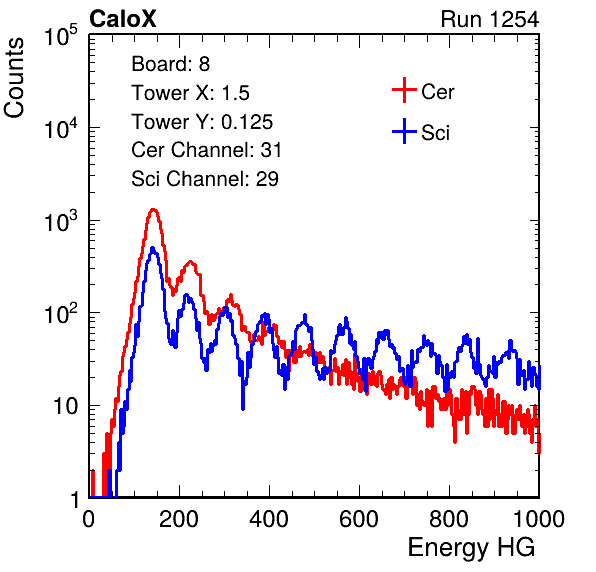 CaloX Run 1254
Counts
10^5
10^4
10^3
10^2
10
1
Board: 8
Tower X: 1.5
Tower Y: 0.125
Cer Channel: 31
Sci Channel: 29
Cer
Sci
0 200 400 600 800 1000
Energy HG